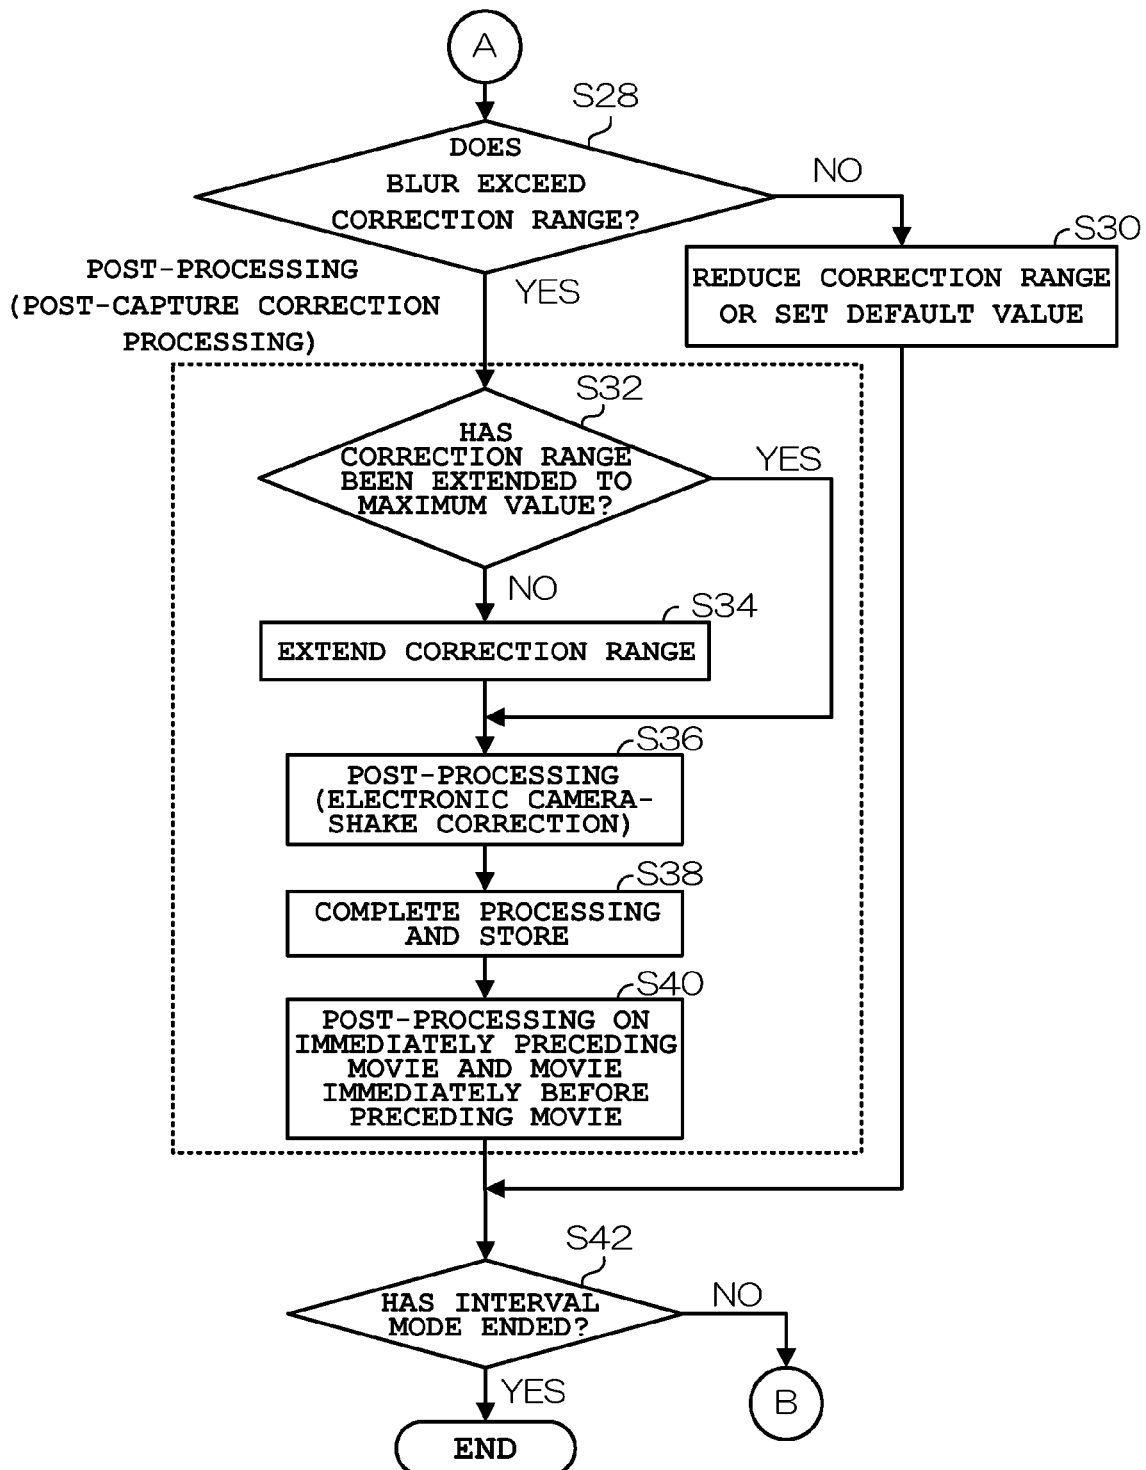 A
S28
DOES
BLUR EXCEED
CORRECTION RANGE?
NO
S30
REDUCE CORRECTION RANGE
OR SET DEFAULT VALUE
YES
POST-PROCESSING
(POST-CAPTURE CORRECTION
PROCESSING)
S32
HAS
CORRECTION RANGE
BEEN EXTENDED TO
MAXIMUM VALUE?
YES
NO
S34
EXTEND CORRECTION RANGE
S36
POST-PROCESSING
(ELECTRONIC CAMERA-
SHAKE CORRECTION)
S38
COMPLETE PROCESSING
AND STORE
S40
POST-PROCESSING ON
IMMEDIATELY PRECEDING
MOVIE AND MOVIE
IMMEDIATELY BEFORE
PRECEDING MOVIE
S42
HAS INTERVAL
MODE ENDED?
NO
B
YES
END